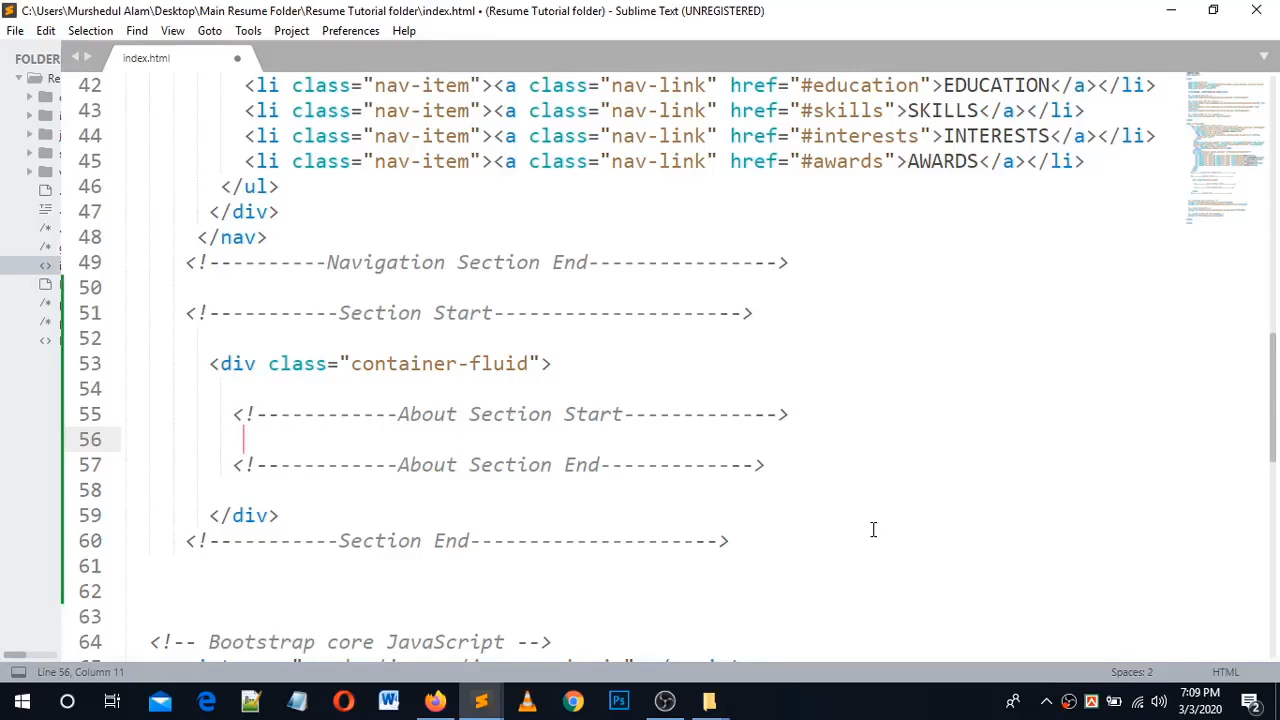 C:\Users\Murshedul Alam\Desktop\Main Resume Folder\Resume Tutorial folder\index.html • (Resume Tutorial folder) - Sublime Text (UNREGISTERED)
File Edit Selection Find View Goto Tools Project Preferences Help
FOLDER
index.html
Re
42 <li class="nav-item"><a class="nav-link" href="#education">EDUCATION</a></li>
43 <li class="nav-item"><a class="nav-link" href="#skills">SKILLS</a></li>
44 <li class="nav-item"><a class="nav-link" href="#interests">INTERESTS</a></li>
45 <li class="nav-item"><a class="nav-link" href="#awards">AWARDS</a></li>
46 </ul>
47 </div>
48 </nav>
49 <!----------Navigation Section End---------------->
50
51 <!-----------Section Start--------------------->
52
53 <div class="container-fluid">
54
55 <!------------About Section Start------------->
56
57 <!------------About Section End------------->
58
59 </div>
60 <!-----------Section End--------------------->
61
62
63
64 <!-- Bootstrap core JavaScript -->
Line 56, Column 11 Spaces: 2 HTML
7:09 PM
3/3/2020
2